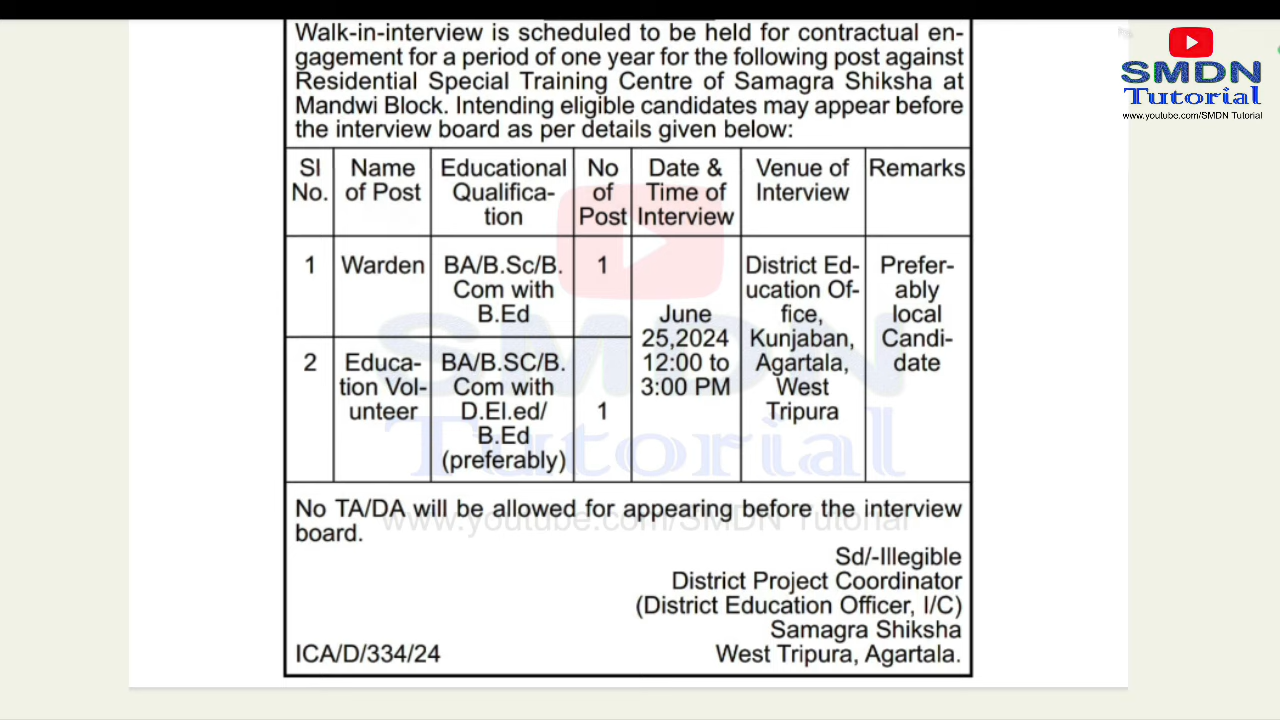 Walk-in-interview is scheduled to be held for contractual en-
gagement for a period of one year for the following post against
Residential Special Training Centre of Samagra Shiksha at
Mandwi Block. Intending eligible candidates may appear before
the interview board as per details given below:
Sl No. Name of Post Educational Qualifica-tion No of Post Date & Time of Interview Venue of Interview Remarks
1 Warden BA/B.Sc/B. Com with B.Ed 1 June 25,2024 12:00 to 3:00 PM District Ed-ucation Of-fice, Kunjaban, Agartala, West Tripura Prefer-ably local Candi-date
2 Educa-tion Vol-unteer BA/B.SC/B. Com with D.El.ed/ B.Ed (preferably) 1
No TA/DA will be allowed for appearing before the interview
board.
Sd/-Illegible
District Project Coordinator
(District Education Officer, I/C)
Samagra Shiksha
ICA/D/334/24 West Tripura, Agartala.
SMDN
Tutorial
www.youtube.com/SMDN Tutorial
SMDN
Tutorial
www.youtube.com/SMDN Tutorial